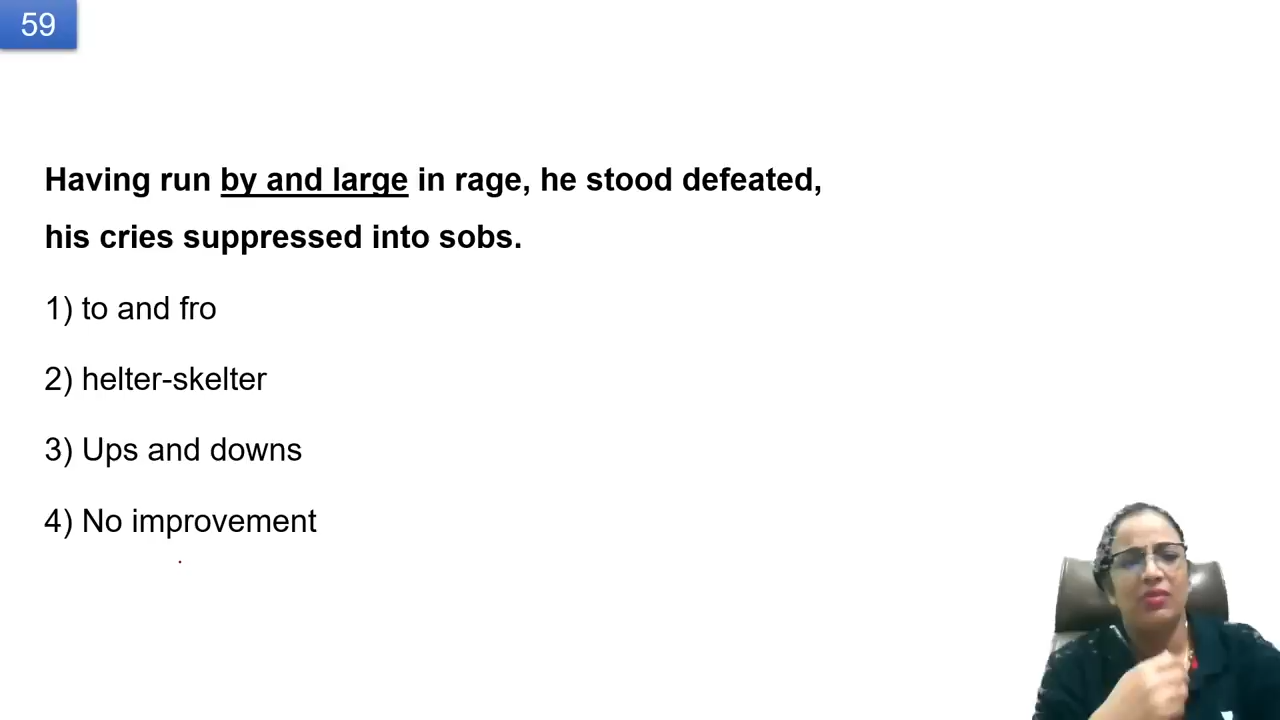 59
Having run by and large in rage, he stood defeated,
his cries suppressed into sobs.
1) to and fro
2) helter-skelter
3) Ups and downs
4) No improvement